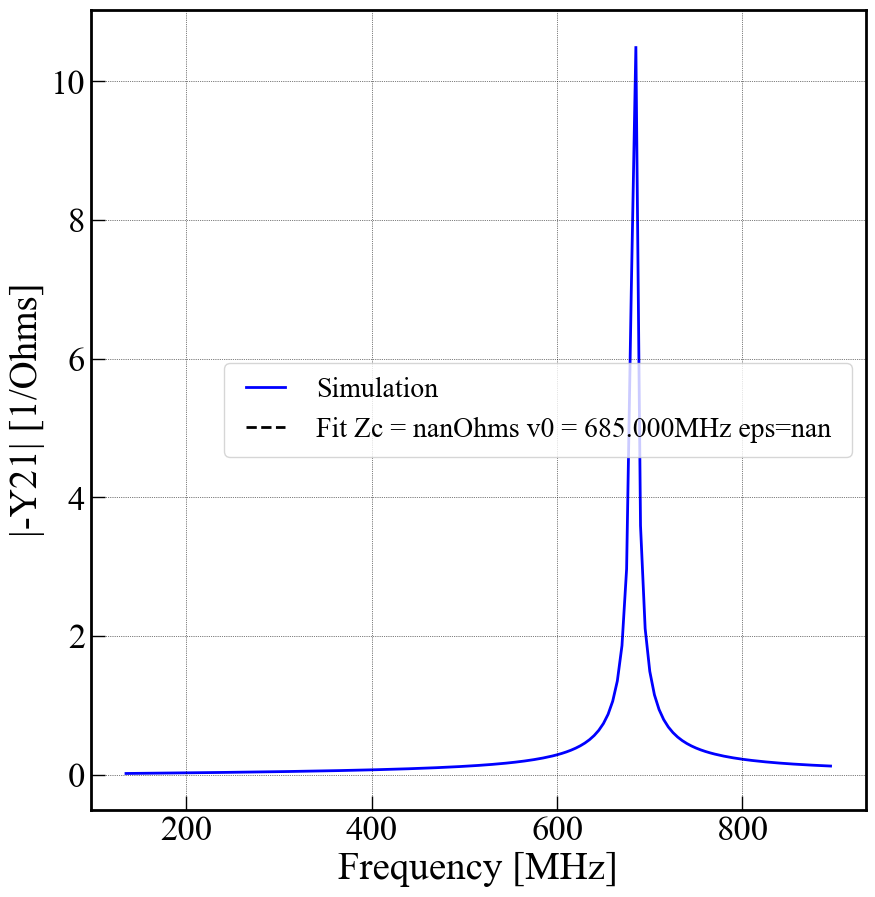 10
8
6
4
2
0
|-Y21| [1/Ohms]
Simulation
Fit Zc = nanOhms v0 = 685.000MHz eps=nan
200 400 600 800
Frequency [MHz]